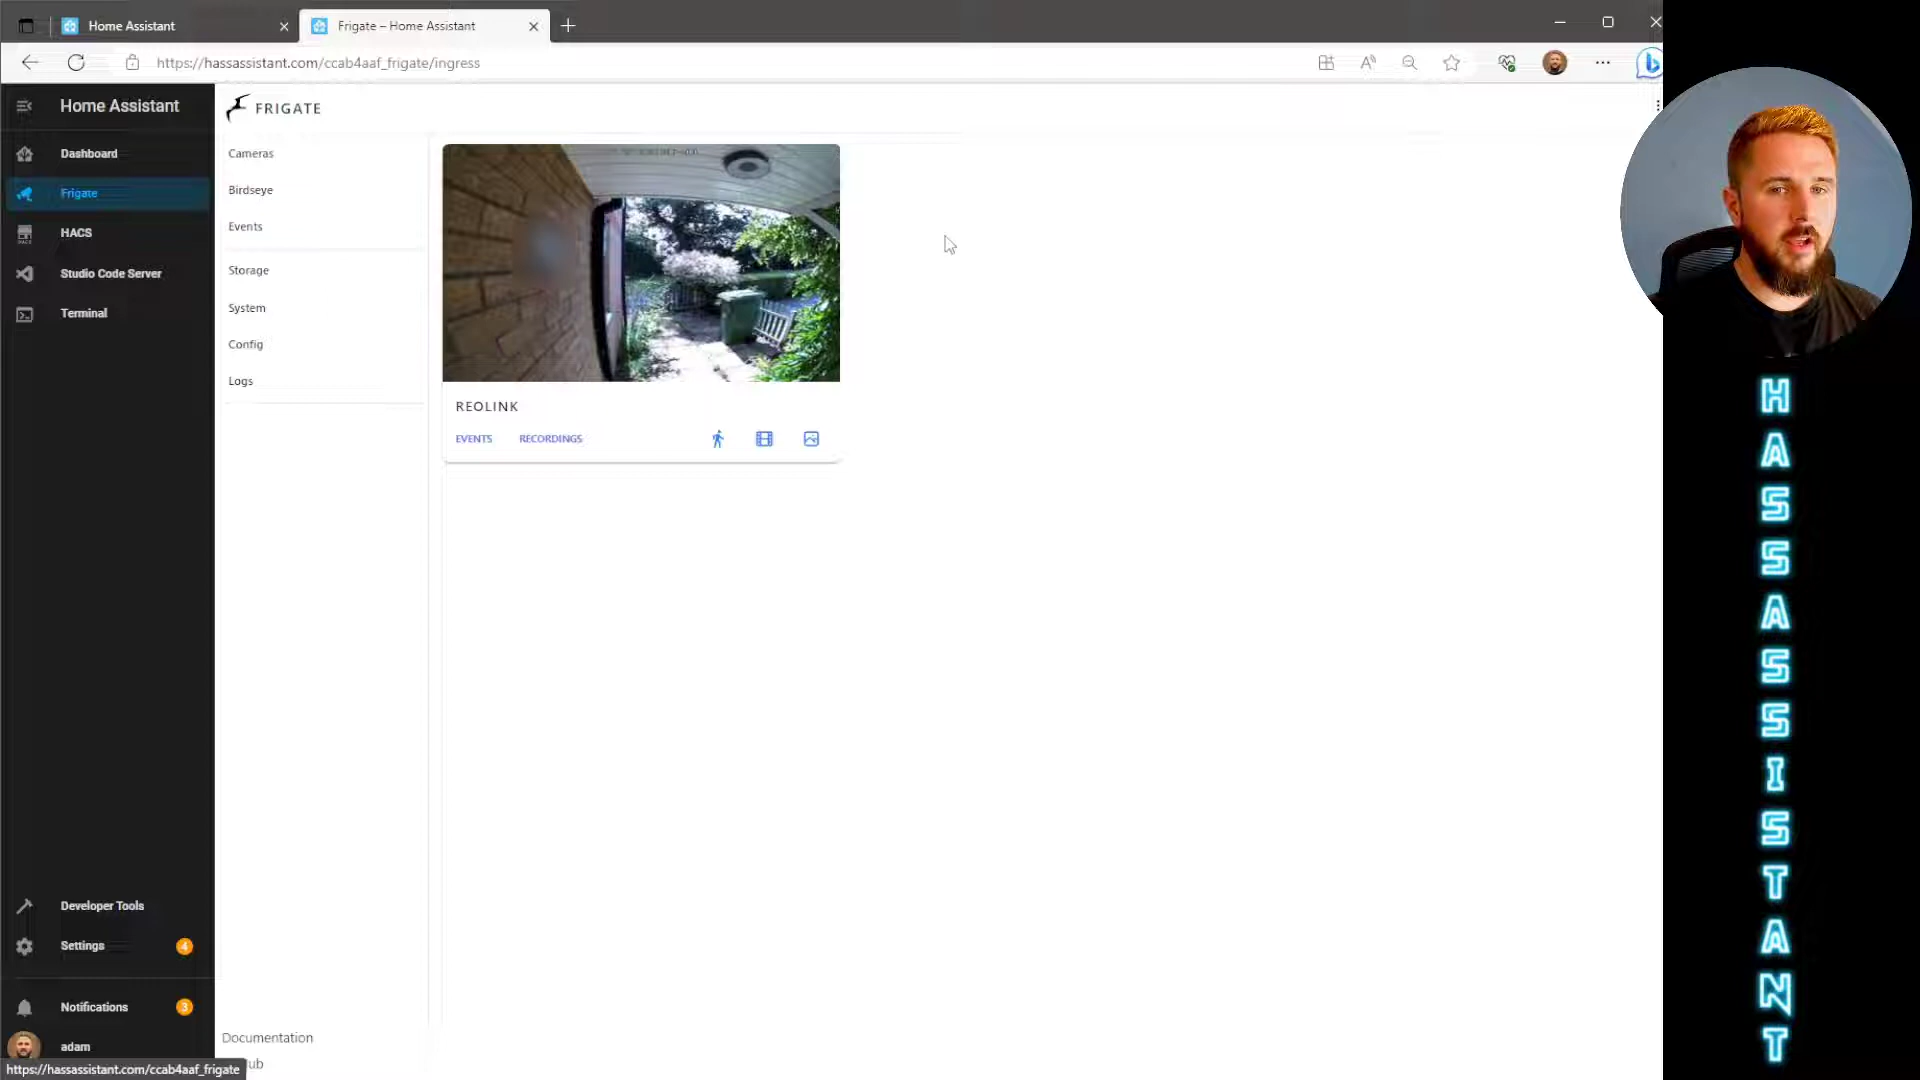 Home Assistant
Frigate – Home Assistant
https://hassassistant.com/ccab4aaf_frigate/ingress
Home Assistant
Dashboard
Frigate
HACS
Studio Code Server
Terminal
Developer Tools
Settings
4
Notifications
3
adam
https://hassassistant.com/ccab4aaf_frigate
FRIGATE
Cameras
Birdseye
Events
Storage
System
Config
Logs
Documentation
ub
REOLINK
EVENTS
RECORDINGS
HASSASSISTANT